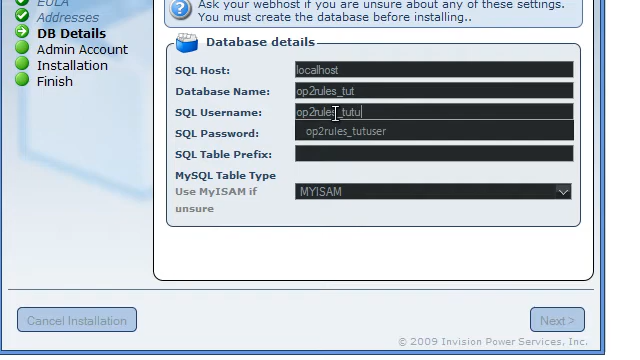 EULA
Addresses
DB Details
Admin Account
Installation
Finish
Ask your webhost if you are unsure about any of these settings.
You must create the database before installing..
Database details
SQL Host: localhost
Database Name: op2rules_tut
SQL Username: op2rules_tutu
SQL Password: op2rules_tutuser
SQL Table Prefix:
MySQL Table Type
Use MyISAM if MYISAM
unsure
Cancel Installation
Next >
© 2009 Invision Power Services, Inc.